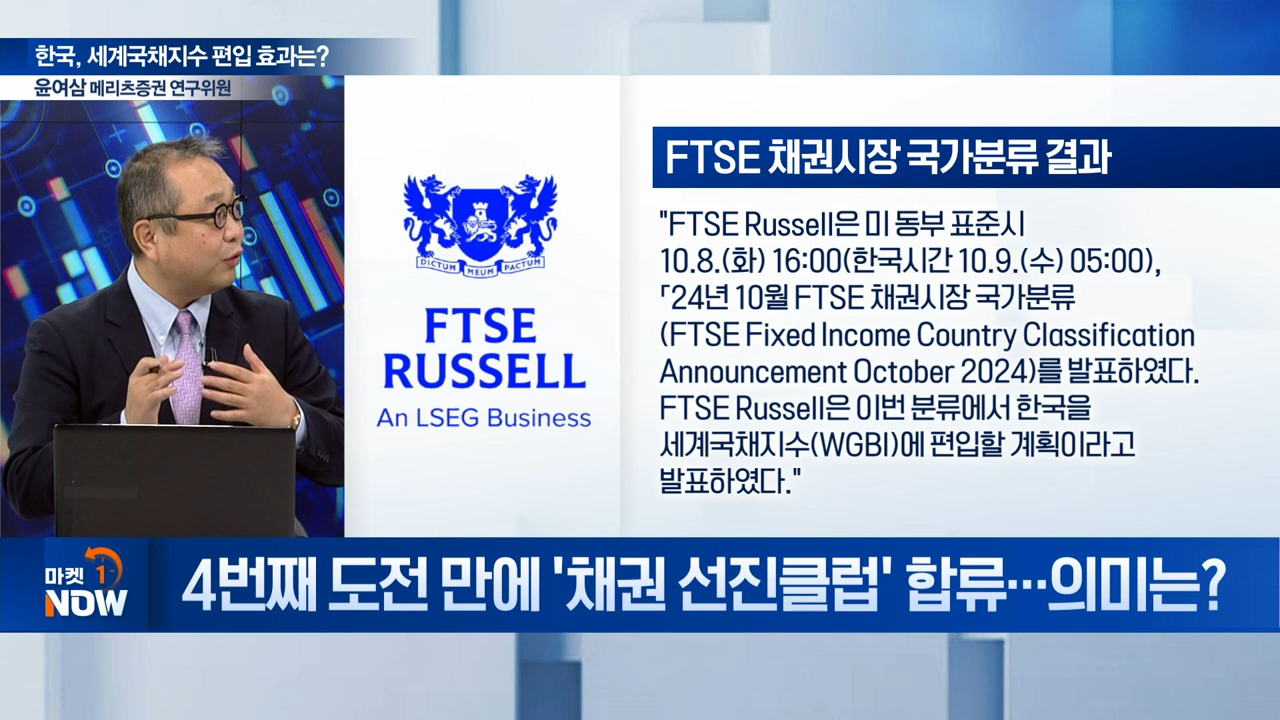 한국, 세계국채지수 편입 효과는?
윤여삼 메리츠증권 연구위원
DICTUM MEUM PACTUM
FTSE
RUSSELL
An LSEG Business
FTSE 채권시장 국가분류 결과
"FTSE Russell은 미 동부 표준시
10.8.(화) 16:00(한국시간 10.9.(수) 05:00),
「24년 10월 FTSE 채권시장 국가분류
(FTSE Fixed Income Country Classification
Announcement October 2024)를 발표하였다.
FTSE Russell은 이번 분류에서 한국을
세계국채지수(WGBI)에 편입할 계획이라고
발표하였다."
마켓 1
NOW
4번째 도전 만에 '채권 선진클럽' 합류…의미는?